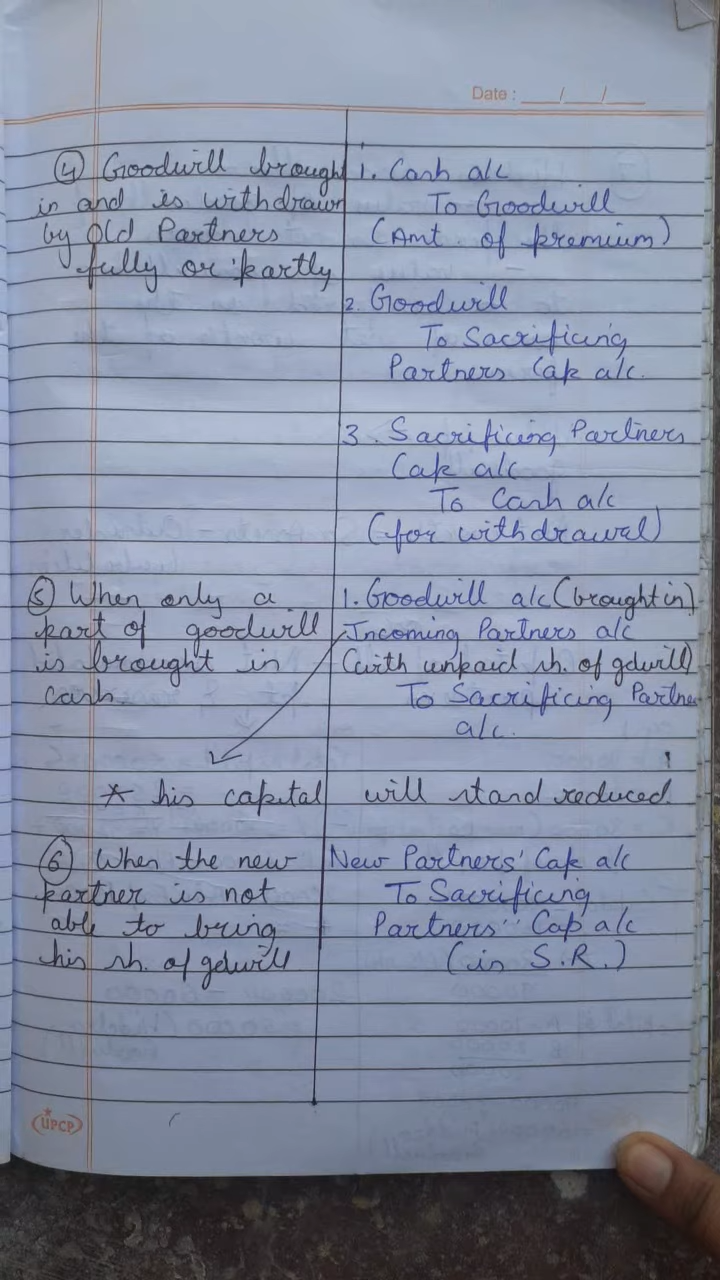 Date : __/__/__
④ Goodwill brought
in and is withdrawn
by Old Partners
fully or partly
1. Cash a/c
To Goodwill
(Amt. of premium)
2. Goodwill
To Sacrificing
Partners Cap a/c.
3. Sacrificing Partners
Cap a/c
To Cash a/c
(for withdrawal)
⑤ When only a
part of goodwill
is brought in
cash
1. Goodwill a/c (brought in)
Incoming Partners a/c
(with unpaid sh. of gdwill)
To Sacrificing Partne
a/c.
* his capital will stand reduced
⑥ When the new
partner is not
able to bring
his sh. of gdwill
New Partners' Cap a/c
To Sacrificing
Partners'' Cap a/c
(in S.R.)
UPCP